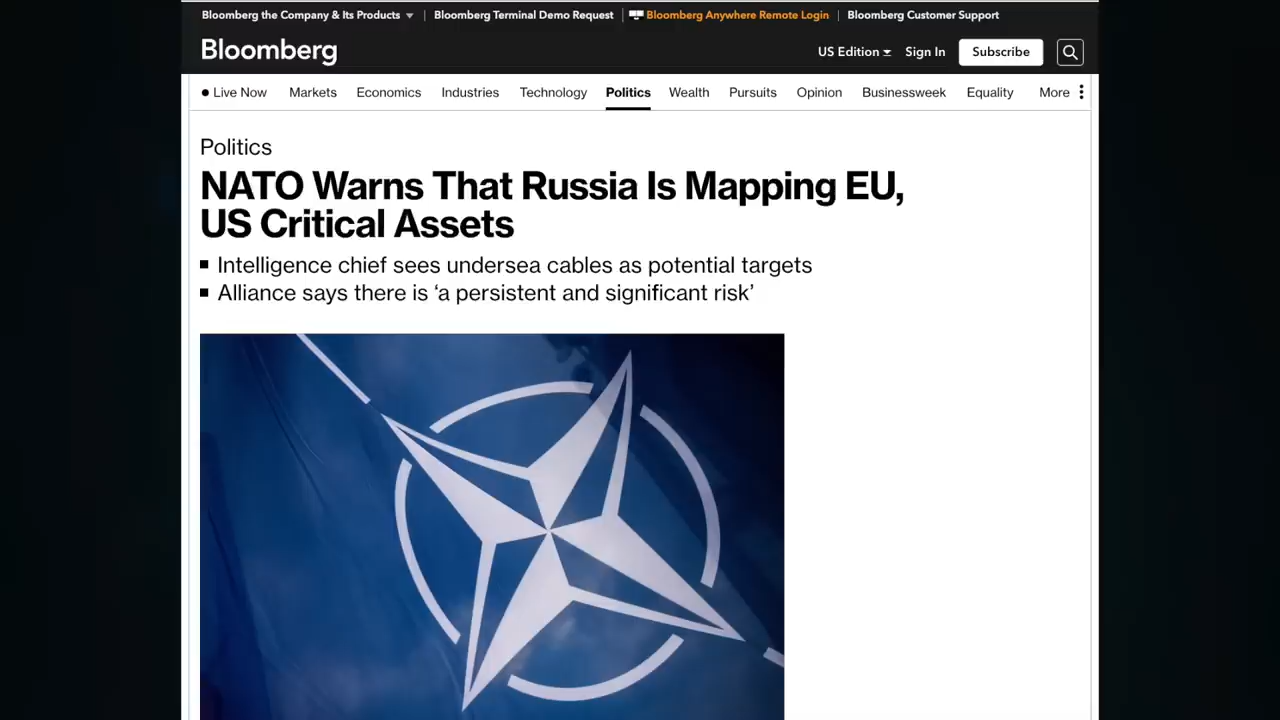 Bloomberg the Company & Its Products
Bloomberg Terminal Demo Request
Bloomberg Anywhere Remote Login
Bloomberg Customer Support
Bloomberg
US Edition
Sign In
Subscribe
Live Now
Markets
Economics
Industries
Technology
Politics
Wealth
Pursuits
Opinion
Businessweek
Equality
More
Politics
NATO Warns That Russia Is Mapping EU,
US Critical Assets
Intelligence chief sees undersea cables as potential targets
Alliance says there is ‘a persistent and significant risk’